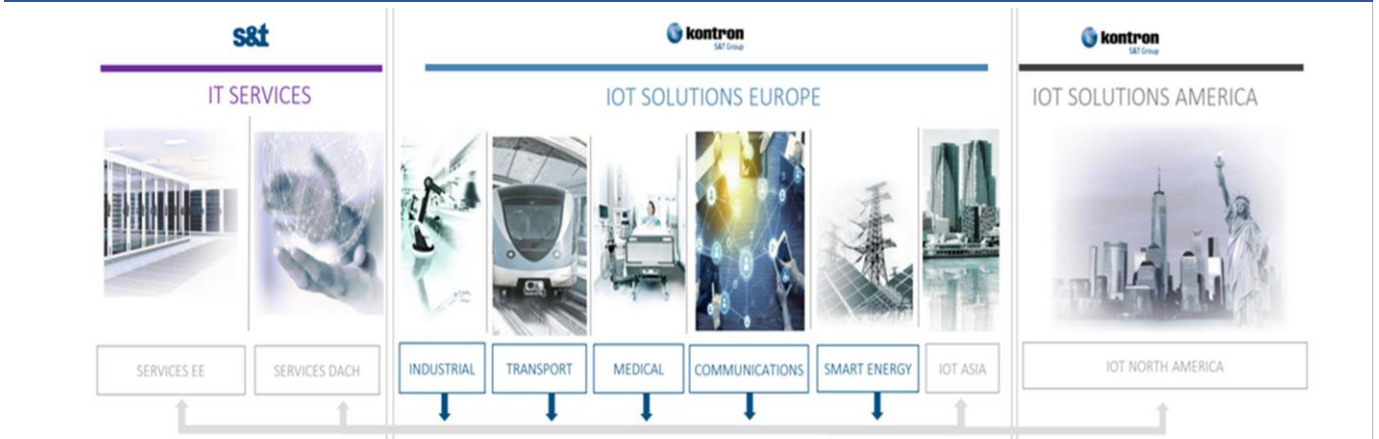 s&t
kontron
S&T Group
kontron
S&T Group
IT SERVICES
IOT SOLUTIONS EUROPE
IOT SOLUTIONS AMERICA
SERVICES EE
SERVICES DACH
INDUSTRIAL
TRANSPORT
MEDICAL
COMMUNICATIONS
SMART ENERGY
IOT ASIA
IOT NORTH AMERICA